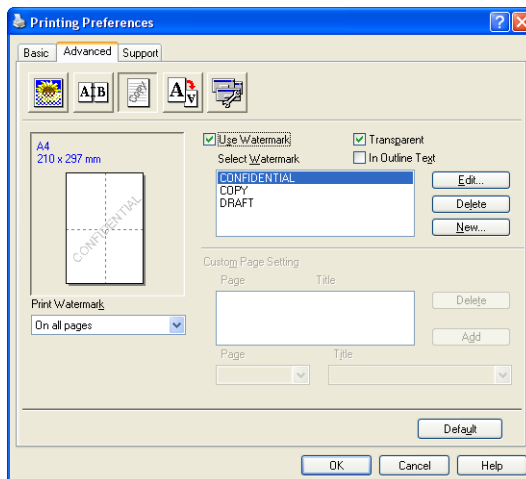 Printing Preferences
Basic Advanced Support
A B
A
V
A4
210 x 297 mm
CONFIDENTIAL
Print Watermark
On all pages
Use Watermark
Transparent
Select Watermark
In Outline Text
CONFIDENTIAL
COPY
DRAFT
Edit...
Delete
New...
Custom Page Setting
Page Title
Delete
Add
Page Title
Default
OK Cancel Help